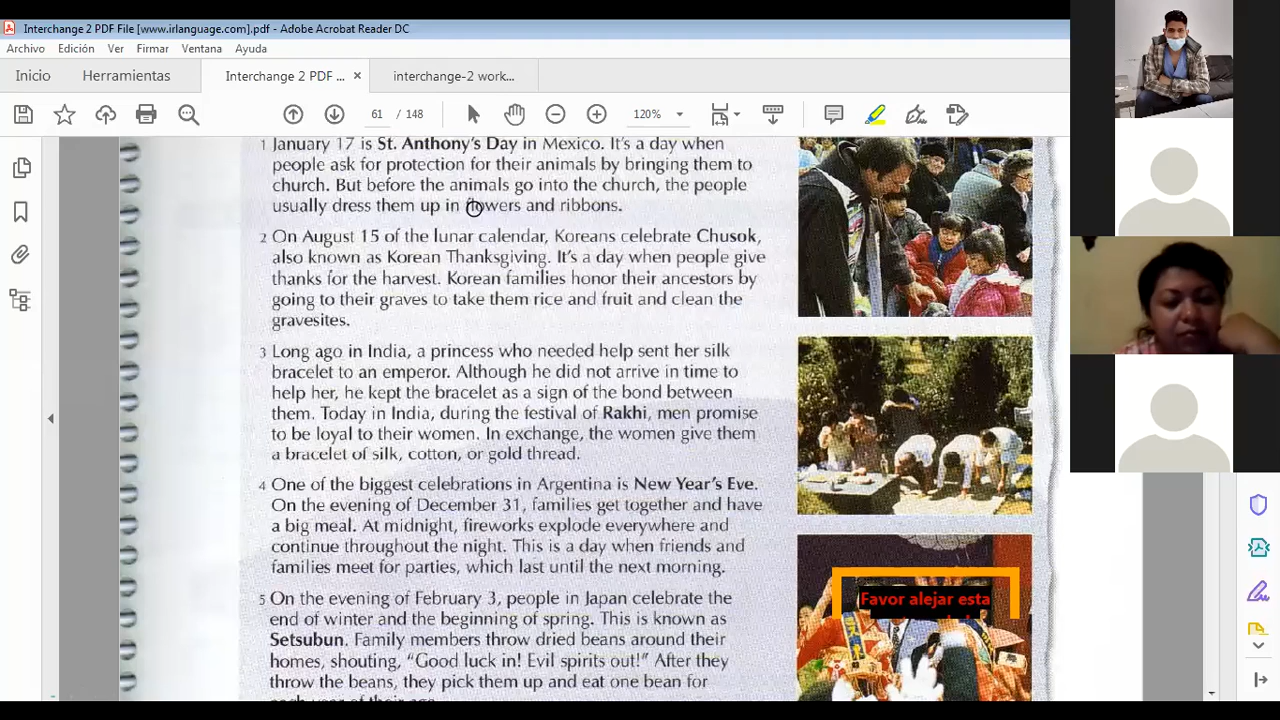 Interchange 2 PDF File [www.irlanguage.com].pdf - Adobe Acrobat Reader DC
Archivo Edición Ver Firmar Ventana Ayuda
Inicio Herramientas Interchange 2 PDF ... × interchange-2 work...
61 / 148 120%
1 January 17 is St. Anthony's Day in Mexico. It's a day when
people ask for protection for their animals by bringing them to
church. But before the animals go into the church, the people
usually dress them up in flowers and ribbons.
2 On August 15 of the lunar calendar, Koreans celebrate Chusok,
also known as Korean Thanksgiving. It's a day when people give
thanks for the harvest. Korean families honor their ancestors by
going to their graves to take them rice and fruit and clean the
gravesites.
3 Long ago in India, a princess who needed help sent her silk
bracelet to an emperor. Although he did not arrive in time to
help her, he kept the bracelet as a sign of the bond between
them. Today in India, during the festival of Rakhi, men promise
to be loyal to their women. In exchange, the women give them
a bracelet of silk, cotton, or gold thread.
4 One of the biggest celebrations in Argentina is New Year's Eve.
On the evening of December 31, families get together and have
a big meal. At midnight, fireworks explode everywhere and
continue throughout the night. This is a day when friends and
families meet for parties, which last until the next morning.
5 On the evening of February 3, people in Japan celebrate the
end of winter and the beginning of spring. This is known as
Setsubun. Family members throw dried beans around their
homes, shouting, "Good luck in! Evil spirits out!" After they
throw the beans, they pick them up and eat one bean for
each year of their age.
Favor alejar esta